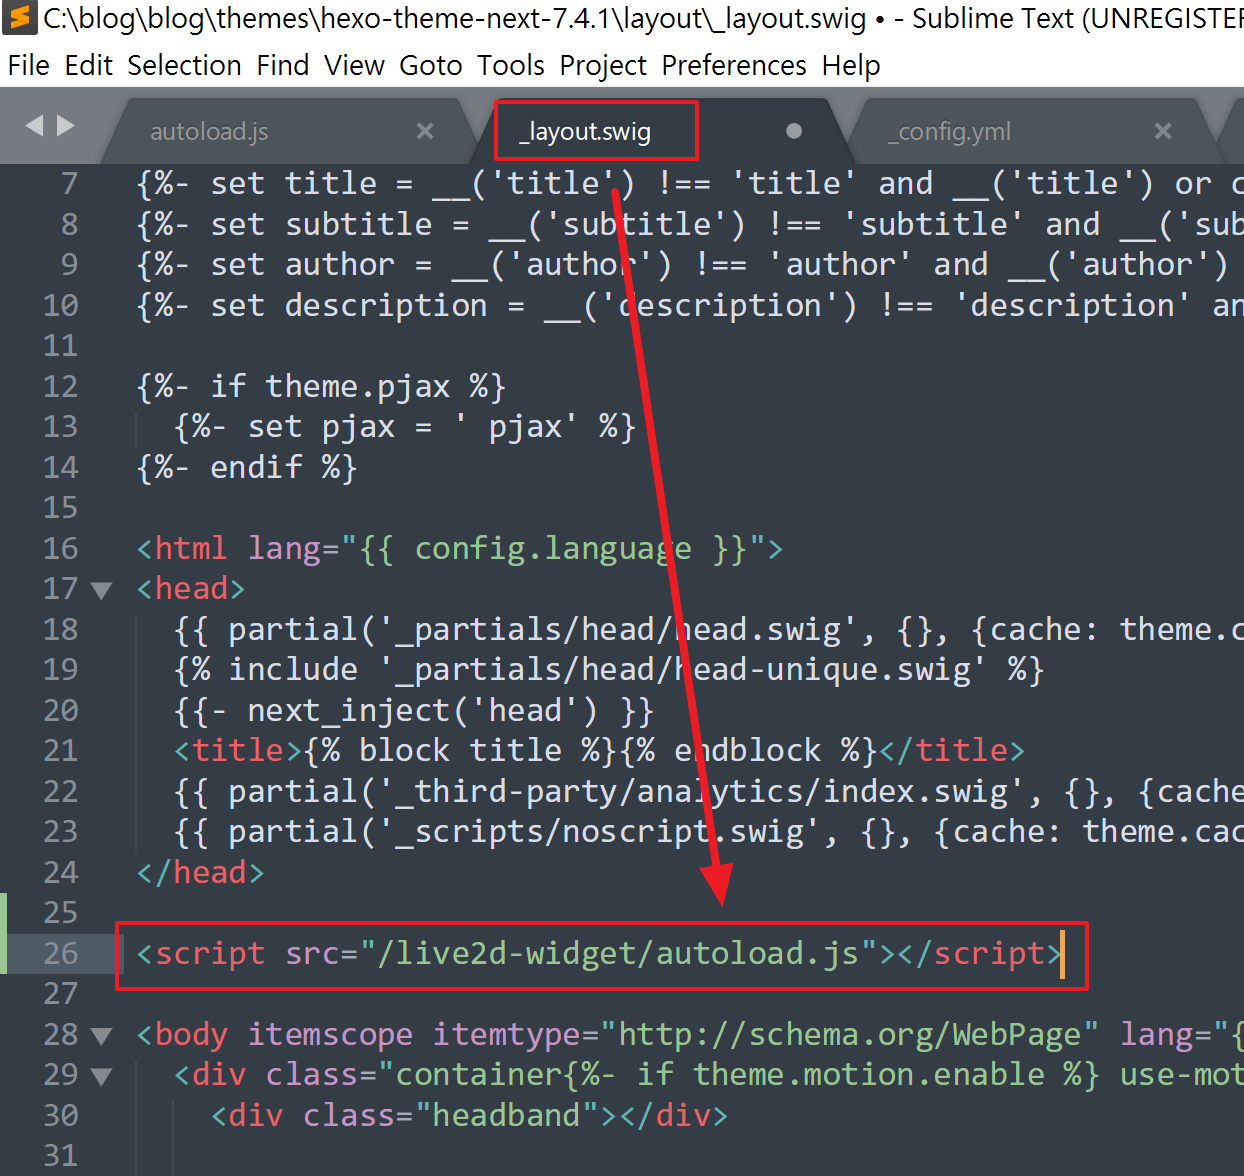 C:\blog\blog\themes\hexo-theme-next-7.4.1\layout\_layout.swig • - Sublime Text (UNREGISTER
File Edit Selection Find View Goto Tools Project Preferences Help
autoload.js _layout.swig _config.yml
7 {%- set title = __('title') !== 'title' and __('title') or c
8 {%- set subtitle = __('subtitle') !== 'subtitle' and __('sub
9 {%- set author = __('author') !== 'author' and __('author')
10 {%- set description = __('description') !== 'description' an
11
12 {%- if theme.pjax %}
13 {%- set pjax = ' pjax' %}
14 {%- endif %}
15
16 <html lang="{{ config.language }}">
17 <head>
18 {{ partial('_partials/head/head.swig', {}, {cache: theme.c
19 {% include '_partials/head/head-unique.swig' %}
20 {{- next_inject('head') }}
21 <title>{% block title %}{% endblock %}</title>
22 {{ partial('_third-party/analytics/index.swig', {}, {cache
23 {{ partial('_scripts/noscript.swig', {}, {cache: theme.cac
24 </head>
25
26 <script src="/live2d-widget/autoload.js"></script>
27
28 <body itemscope itemtype="http://schema.org/WebPage" lang="{
29 <div class="container{%- if theme.motion.enable %} use-mot
30 <div class="headband"></div>
31